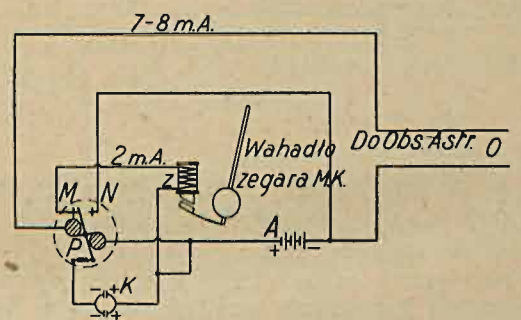 7-8 m.A.
2 m.A.
Wahadło
zegara M.K.
Do Obs. Astr. O
M N
Z
P
A
+ -
- + K
- +